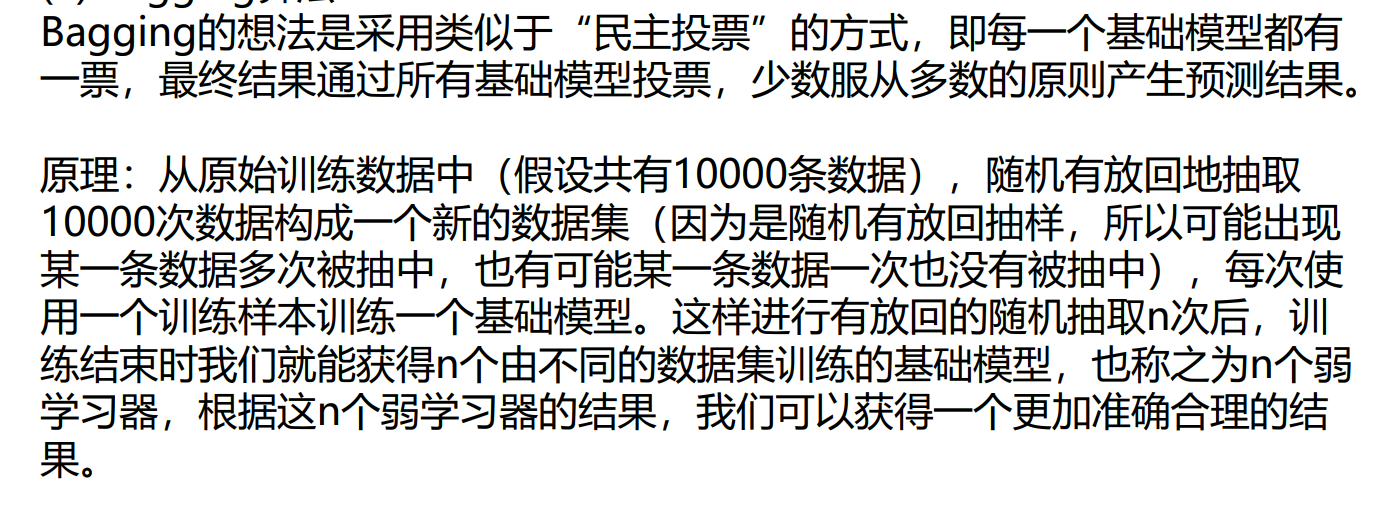 Bagging的想法是采用类似于“民主投票”的方式，即每一个基础模型都有
一票，最终结果通过所有基础模型投票，少数服从多数的原则产生预测结果。
原理：从原始训练数据中（假设共有10000条数据），随机有放回地抽取
10000次数据构成一个新的数据集（因为是随机有放回抽样，所以可能出现
某一条数据多次被抽中，也有可能某一条数据一次也没有被抽中），每次使
用一个训练样本训练一个基础模型。这样进行有放回的随机抽取n次后，训
练结束时我们就能获得n个由不同的数据集训练的基础模型，也称之为n个弱
学习器，根据这n个弱学习器的结果，我们可以获得一个更加准确合理的结
果。